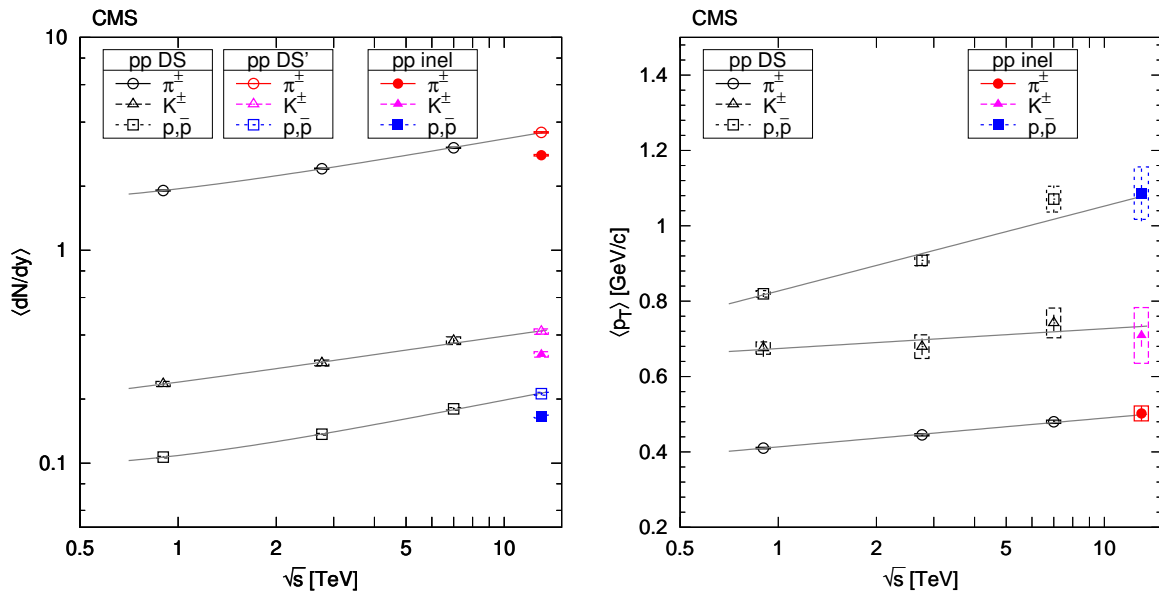 CMS
10
1
0.1
⟨dN/dy⟩
0.5 1 2 5 10
√s [TeV]
pp DS
π±
K±
p,p̅
pp DS'
π±
K±
p,p̅
pp inel
π±
K±
p,p̅
CMS
1.4
1.2
1
0.8
0.6
0.4
0.2
⟨pT⟩ [GeV/c]
0.5 1 2 5 10
√s [TeV]
pp DS
π±
K±
p,p̅
pp inel
π±
K±
p,p̅